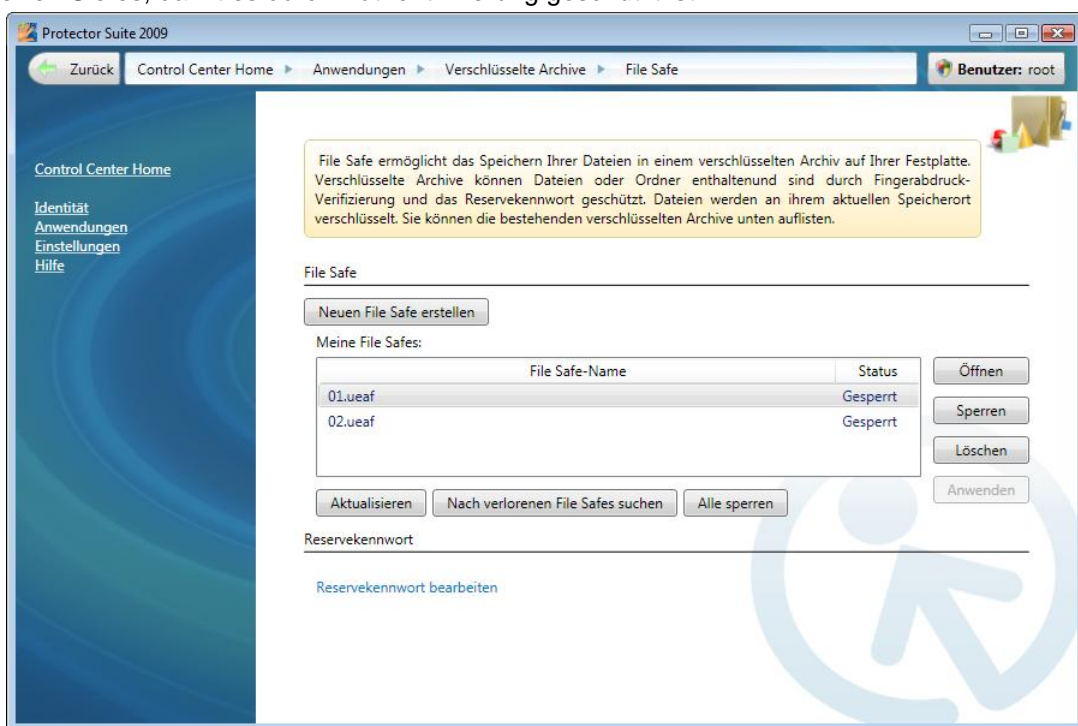 Protector Suite 2009
Zurück Control Center Home Anwendungen Verschlüsselte Archive File Safe Benutzer: root
Control Center Home
Identität
Anwendungen
Einstellungen
Hilfe
File Safe ermöglicht das Speichern Ihrer Dateien in einem verschlüsselten Archiv auf Ihrer Festplatte.
Verschlüsselte Archive können Dateien oder Ordner enthaltenund sind durch Fingerabdruck-
Verifizierung und das Reservekennwort geschützt. Dateien werden an ihrem aktuellen Speicherort
verschlüsselt. Sie können die bestehenden verschlüsselten Archive unten auflisten.
File Safe
Neuen File Safe erstellen
Meine File Safes:
File Safe-Name Status
01.ueaf Gesperrt
02.ueaf Gesperrt
Öffnen
Sperren
Löschen
Anwenden
Aktualisieren Nach verlorenen File Safes suchen Alle sperren
Reservekennwort
Reservekennwort bearbeiten